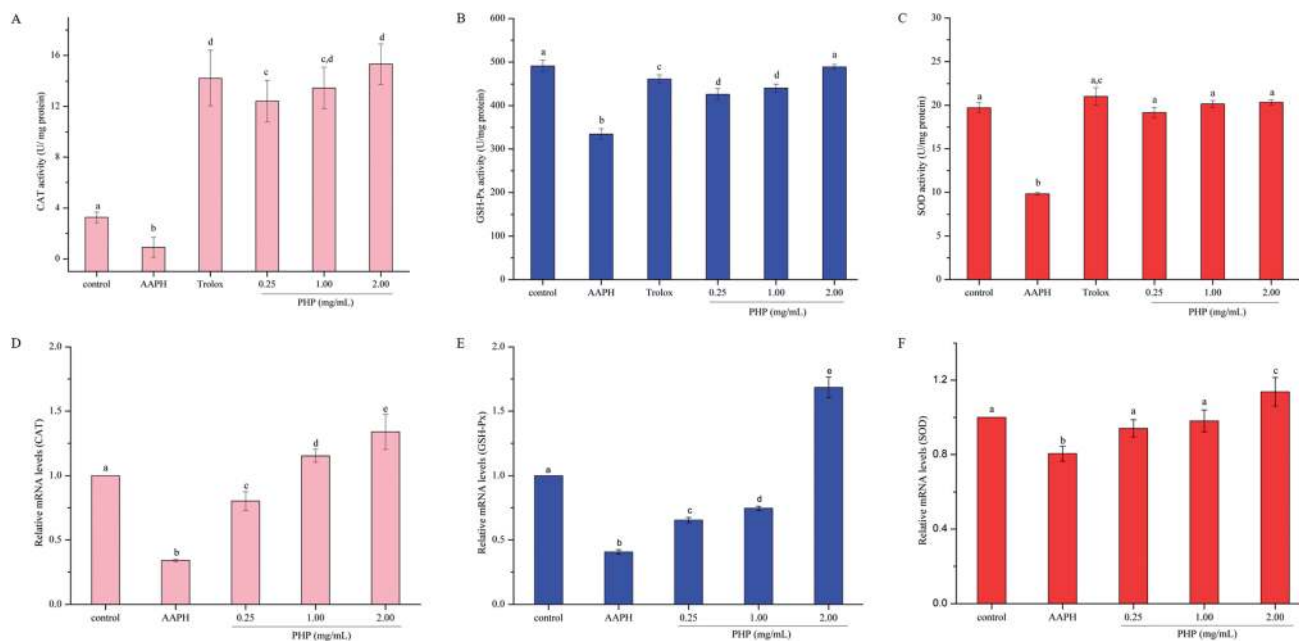 A
CAT activity (U/ mg protein)
16
12
8
4
0
a
b
d
c
c,d
d
control
AAPH
Trolox
0.25
1.00
2.00
PHP (mg/mL)
B
GSH-Px activity (U/mg protein)
600
500
400
300
200
100
0
a
b
c
d
d
a
control
AAPH
Trolox
0.25
1.00
2.00
PHP (mg/mL)
C
SOD activity (U/mg protein)
30
25
20
15
10
5
0
a
b
a,c
a
a
a
control
AAPH
Trolox
0.25
1.00
2.00
PHP (mg/mL)
D
Relative mRNA levels (CAT)
2.0
1.5
1.0
0.5
0.0
a
b
c
d
e
control
AAPH
0.25
1.00
2.00
PHP (mg/mL)
E
Relative mRNA levels (GSH-Px)
2.0
1.5
1.0
0.5
0.0
a
b
c
d
e
control
AAPH
0.25
1.00
2.00
PHP (mg/mL)
F
Relative mRNA levels (SOD)
1.2
0.8
0.4
0.0
a
b
a
a
c
control
AAPH
0.25
1.00
2.00
PHP (mg/mL)